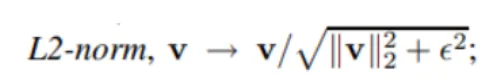 L2-norm, v → v/√‖v‖₂² + ϵ²;